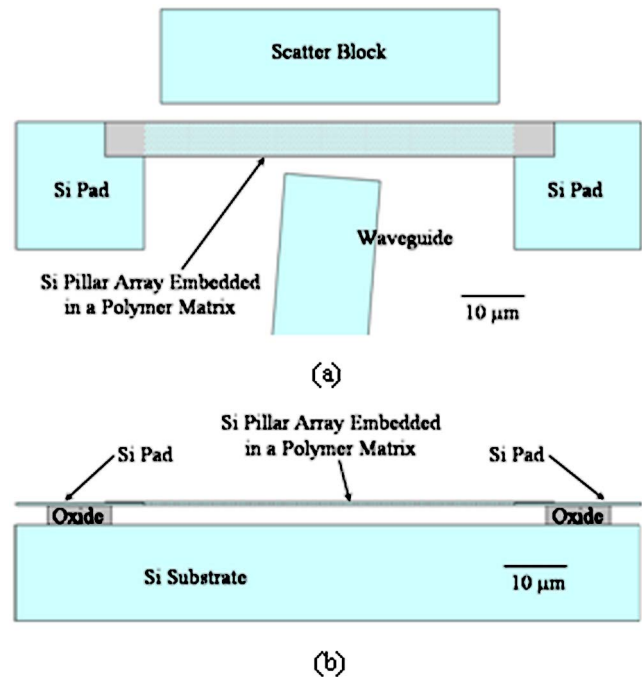 Scatter Block
Si Pad
Si Pad
Waveguide
Si Pillar Array Embedded
in a Polymer Matrix
10 μm
(a)
Si Pillar Array Embedded
in a Polymer Matrix
Si Pad
Si Pad
Oxide
Oxide
Si Substrate
10 μm
(b)